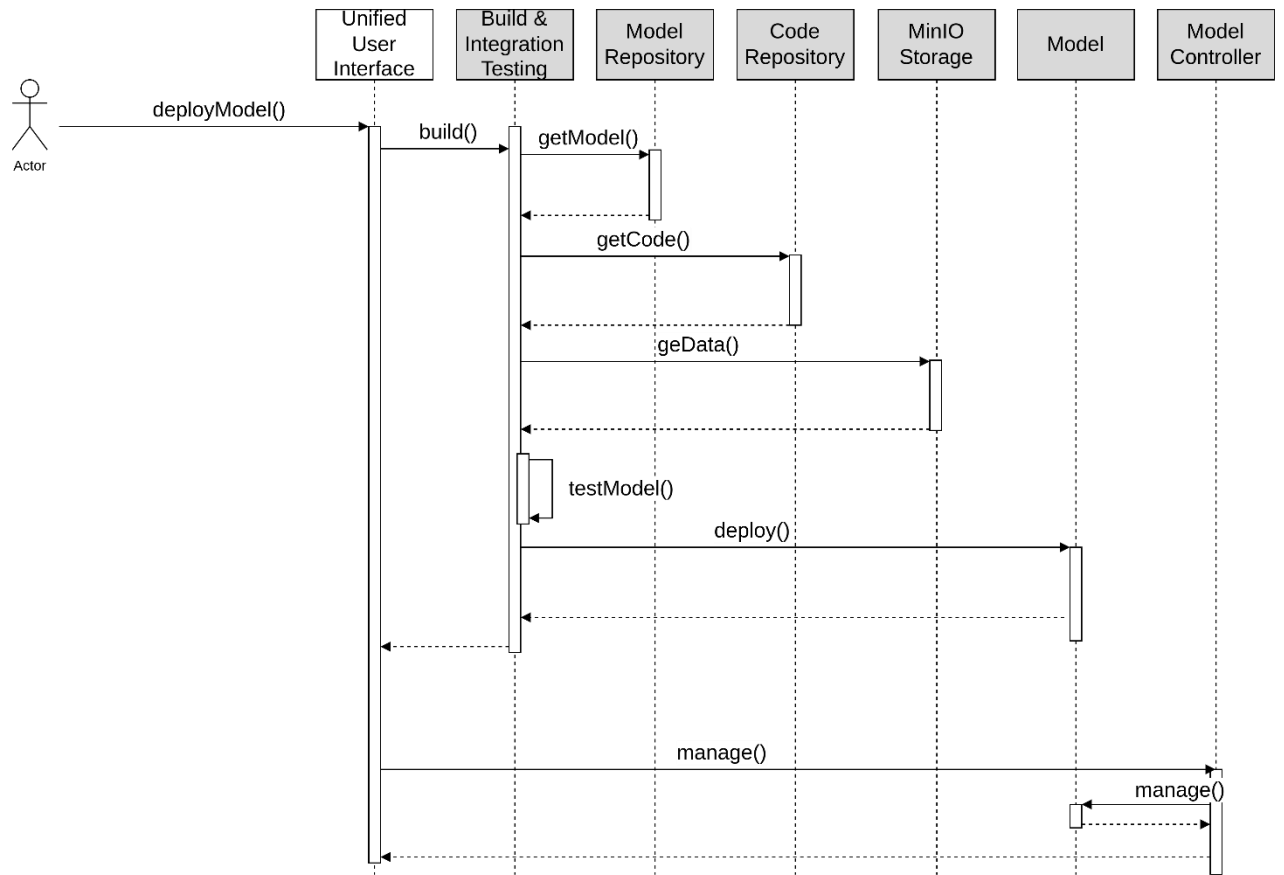 Unified
User
Interface
Build &
Integration
Testing
Model
Repository
Code
Repository
MinIO
Storage
Model
Model
Controller
Actor
deployModel()
build()
getModel()
getCode()
geData()
testModel()
deploy()
manage()
manage()